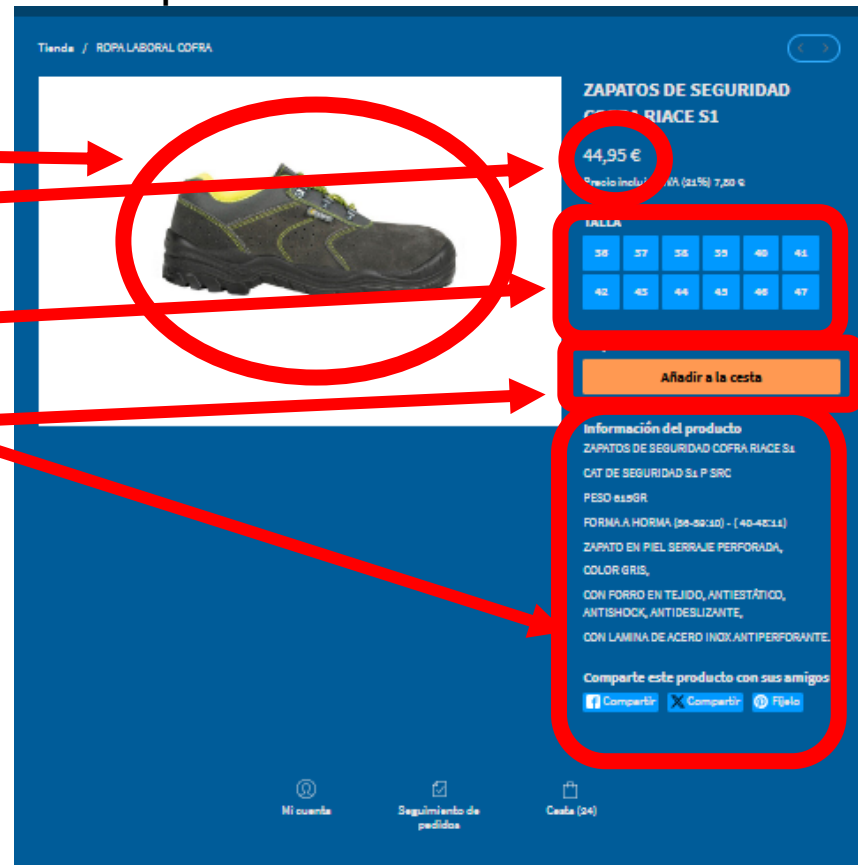 Tienda / ROPA LABORAL COFRA
ZAPATOS DE SEGURIDAD
COFRA RIACE S1
44,95 €
Precio IVA (21%) 7,80 €
TALLA
36 37 38 39 40 41
42 43 44 45 46 47
Añadir a la cesta
Información del producto
ZAPATOS DE SEGURIDAD COFRA RIACE S1
CAT DE SEGURIDAD S1 P SRC
PESO 615GR
FORMA A HORMA (36-39:10) - (40-48:11)
ZAPATO EN PIEL SERRAJE PERFORADA,
COLOR GRIS,
CON FORRO EN TEJIDO, ANTIESTÁTICO,
ANTISHOCK, ANTIDESLIZANTE,
CON LAMINA DE ACERO INOX ANTIPERFORANTE.
Comparte este producto con sus amigos
Compartir Compartir Fíjelo
Mi cuenta
Seguimiento de
pedidos
Cesta (24)